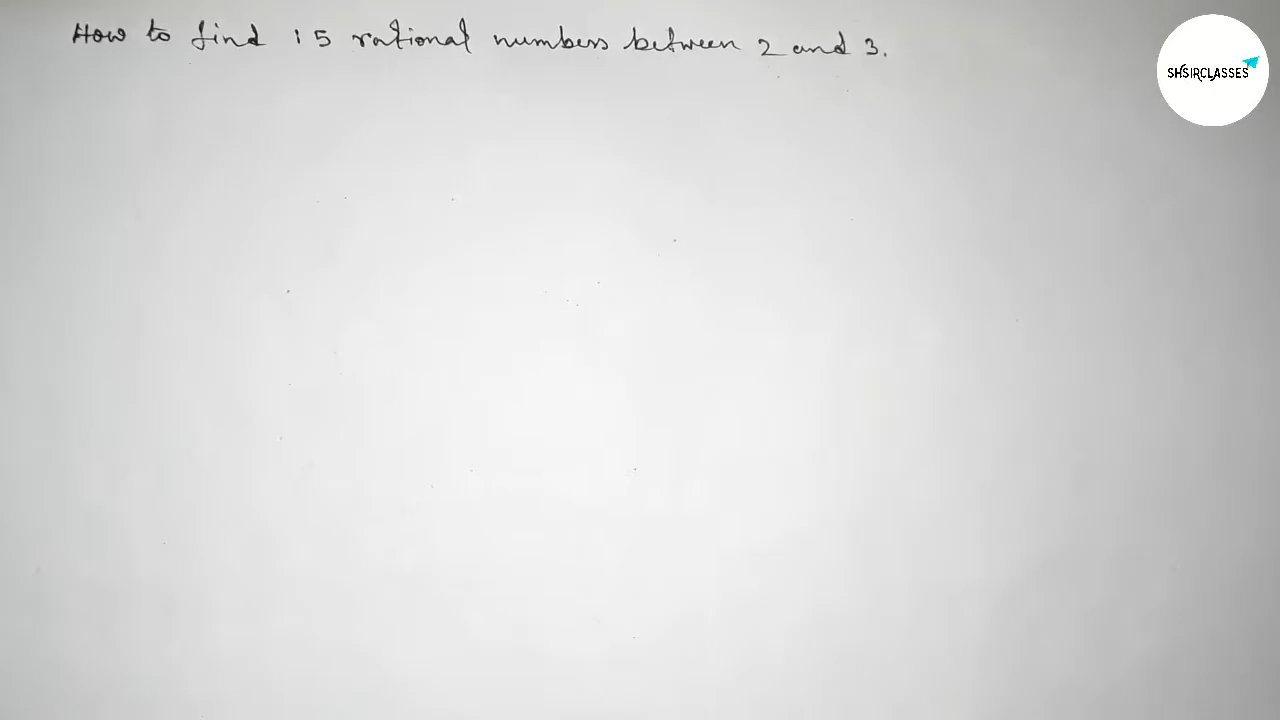 How to find 15 rational numbers between 2 and 3.
SHSIRCLASSES